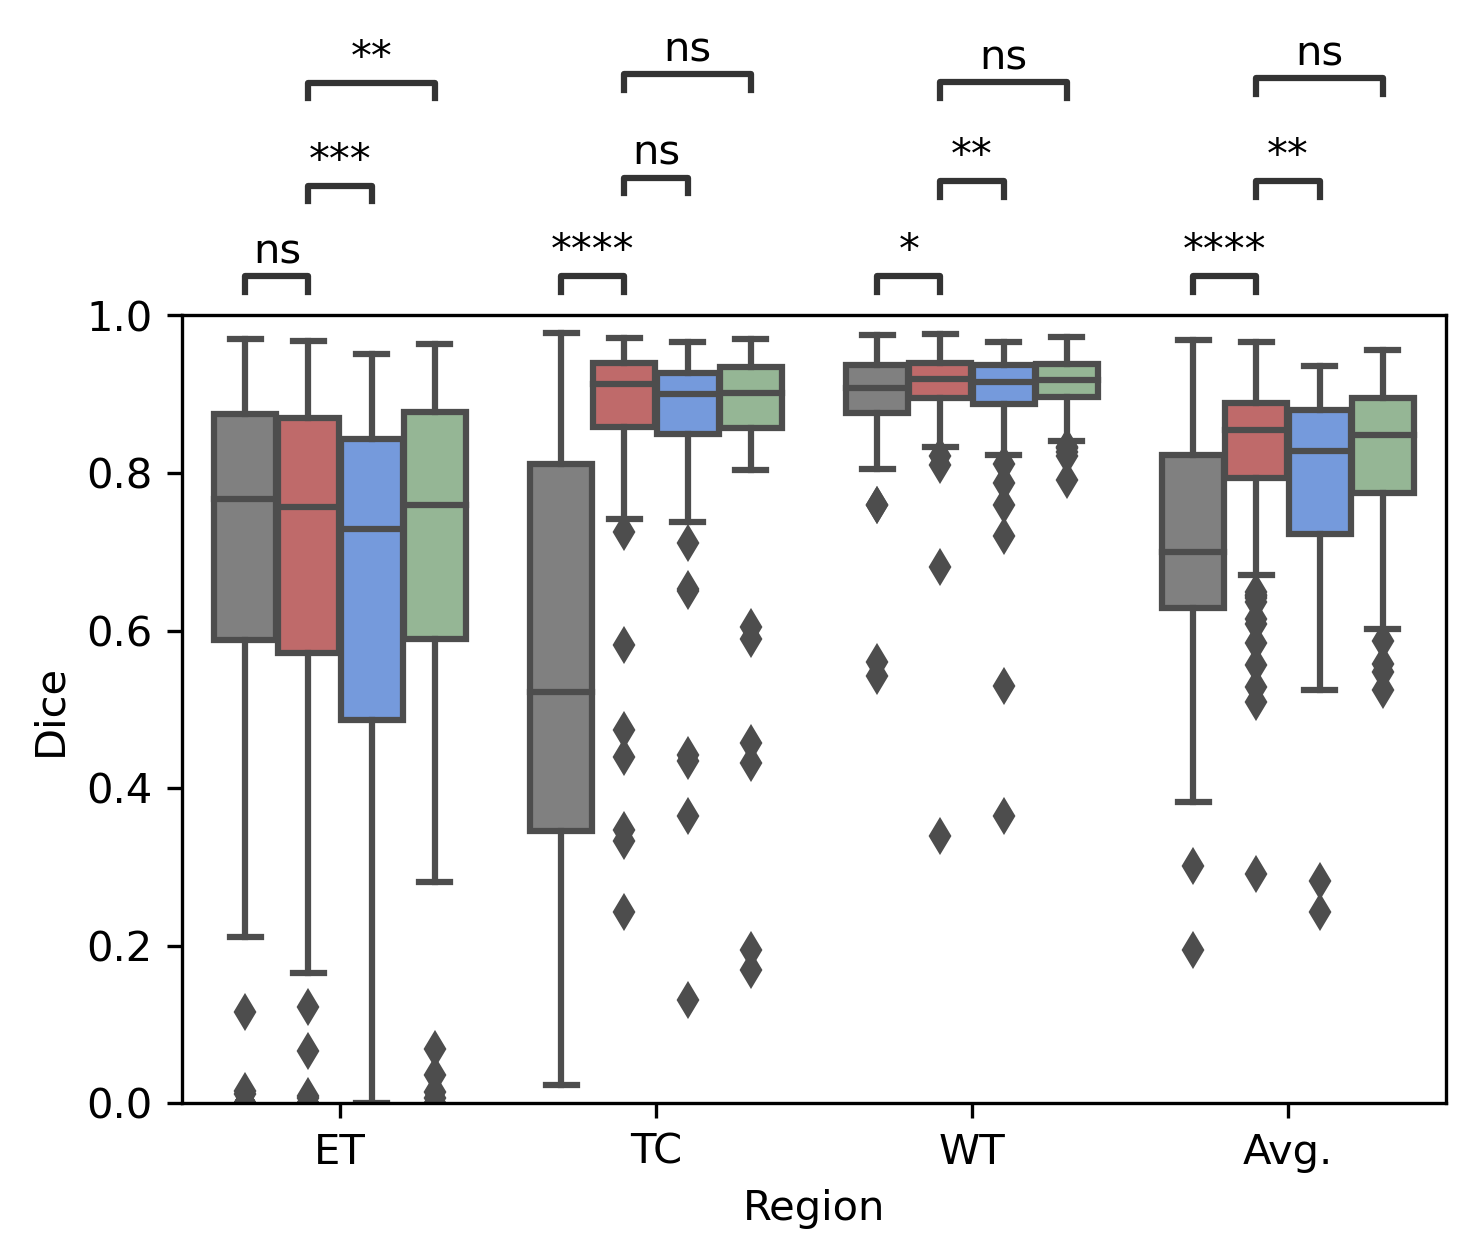 ** ns ns ns
*** ns ** **
ns **** * ****
1.0
0.8
0.6
0.4
0.2
0.0
Dice
ET TC WT Avg.
Region